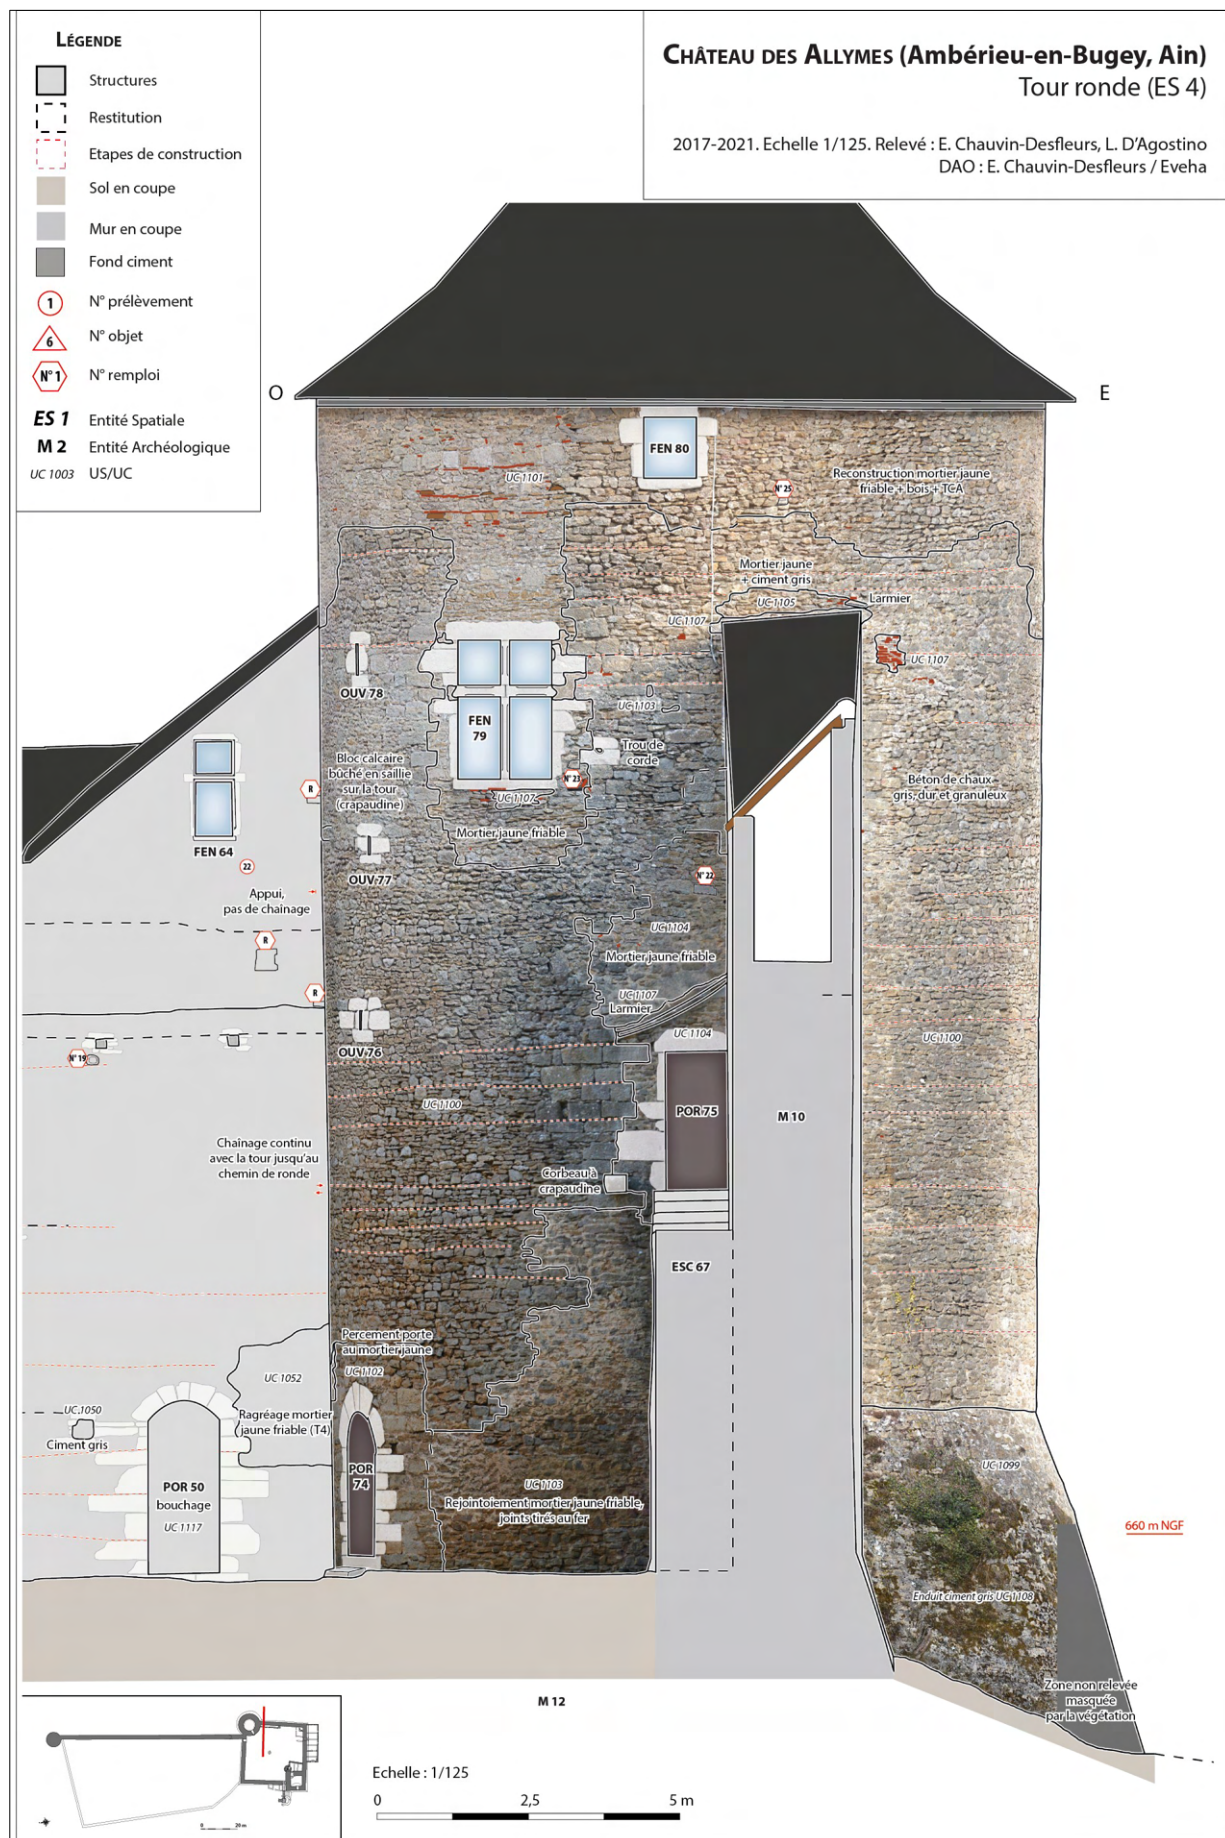 LÉGENDE
Structures
Restitution
Etapes de construction
Sol en coupe
Mur en coupe
Fond ciment
1 N° prélèvement
6 N° objet
N° 1 N° remploi
ES 1 Entité Spatiale
M 2 Entité Archéologique
UC 1003 US/UC
CHÂTEAU DES ALLYMES (Ambérieu-en-Bugey, Ain)
Tour ronde (ES 4)
2017-2021. Echelle 1/125. Relevé : E. Chauvin-Desfleurs, L. D'Agostino
DAO : E. Chauvin-Desfleurs / Eveha
O
E
FEN 80
UC 1101
N° 25
Reconstruction mortier jaune
friable + bois + TCA
Mortier jaune
+ ciment gris
UC 1105
Larmier
UC 1107
UC 1107
OUV 78
FEN
79
UC 1103
Trou de
corde
Bloc calcaire
bûché en saillie
sur la tour
(crapaudine)
N° 23
UC 1107
Mortier jaune friable
Béton de chaux
gris, dur et granuleux
R
FEN 64
22
OUV 77
N° 22
Appui,
pas de chainage
R
UC 1104
Mortier jaune friable
R
UC 1107
Larmier
UC 1104
OUV 76
N° 19
UC 1100
UC 1100
POR 75
M 10
Chaînage continu
avec la tour jusqu'au
chemin de ronde
Corbeau à
crapaudine
ESC 67
Percement porte
au mortier jaune
UC 1102
UC 1052
Ragréage mortier
jaune friable (T4)
UC 1050
Ciment gris
POR 50
bouchage
UC 1117
POR
74
UC 1103
Rejointoiement mortier jaune friable,
joints tirés au fer
UC 1099
660 m NGF
Enduit ciment gris UC 1108
Zone non relevée
masquée
par la végétation
M 12
0 20 m
Echelle : 1/125
0 2,5 5 m